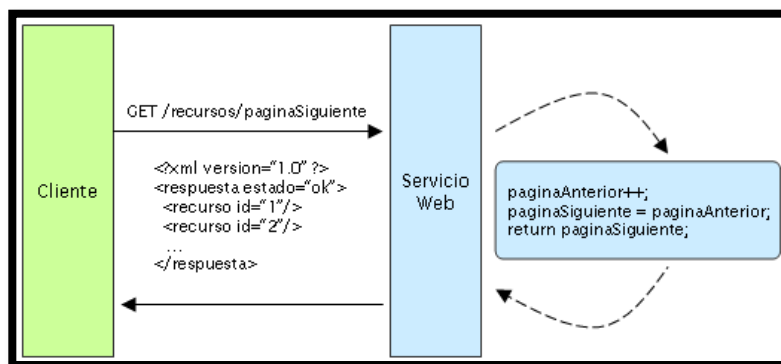 GET /recursos/paginaSiguiente
Cliente
<?xml version="1.0" ?>
<respuesta estado="ok">
<recurso id="1"/>
<recurso id="2"/>
...
</respuesta>
Servicio
Web
paginaAnterior++;
paginaSiguiente = paginaAnterior;
return paginaSiguiente;